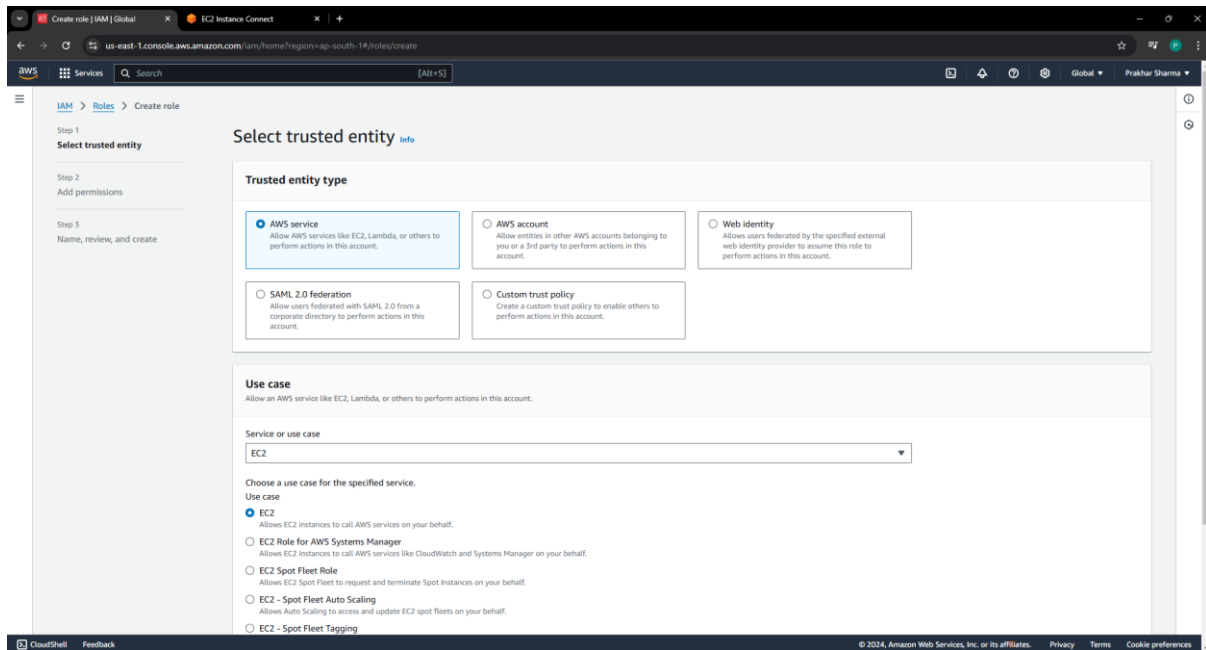 Create role | IAM | Global
EC2 Instance Connect
us-east-1.console.aws.amazon.com/iam/home?region=ap-south-1#/roles/create
aws
Services
Search
[Alt+S]
Global
Prakhar Sharma
IAM > Roles > Create role
Step 1
Select trusted entity
Step 2
Add permissions
Step 3
Name, review, and create
Select trusted entity Info
Trusted entity type
AWS service
Allow AWS services like EC2, Lambda, or others to
perform actions in this account.
AWS account
Allow entities in other AWS accounts belonging to
you or a 3rd party to perform actions in this
account.
Web identity
Allows users federated by the specified external
web identity provider to assume this role to
perform actions in this account.
SAML 2.0 federation
Allow users federated with SAML 2.0 from a
corporate directory to perform actions in this
account.
Custom trust policy
Create a custom trust policy to enable others to
perform actions in this account.
Use case
Allow an AWS service like EC2, Lambda, or others to perform actions in this account.
Service or use case
EC2
Choose a use case for the specified service.
Use case
EC2
Allows EC2 instances to call AWS services on your behalf.
EC2 Role for AWS Systems Manager
Allows EC2 instances to call AWS services like CloudWatch and Systems Manager on your behalf.
EC2 Spot Fleet Role
Allows EC2 Spot Fleet to request and terminate Spot Instances on your behalf.
EC2 - Spot Fleet Auto Scaling
Allows Auto Scaling to access and update EC2 spot fleets on your behalf.
EC2 - Spot Fleet Tagging
CloudShell Feedback
© 2024, Amazon Web Services, Inc. or its affiliates. Privacy Terms Cookie preferences